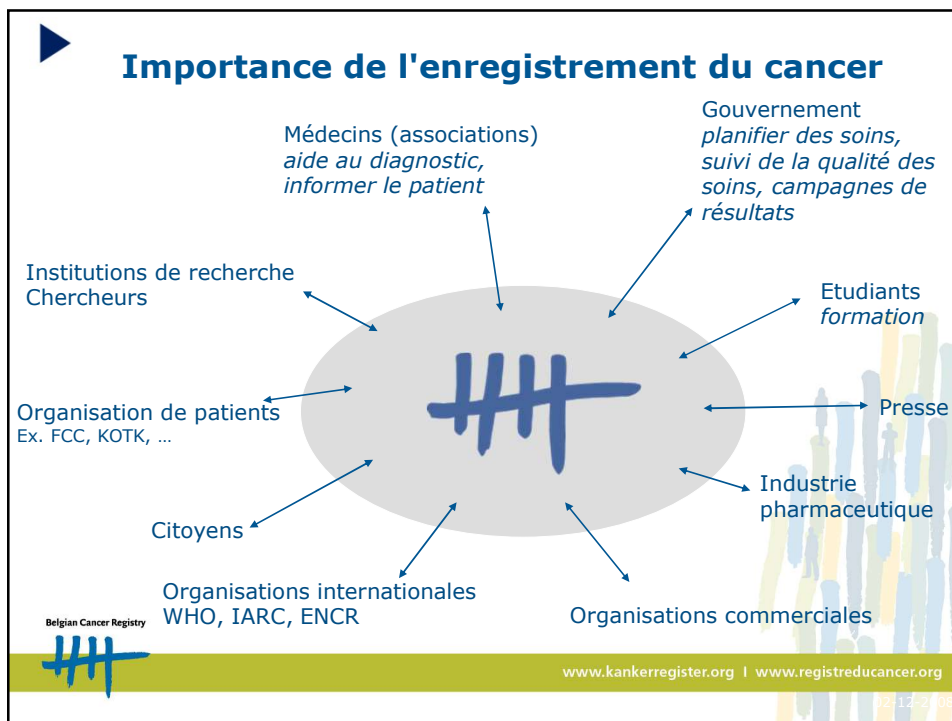 Importance de l'enregistrement du cancer
Médecins (associations)
aide au diagnostic,
informer le patient
Gouvernement
planifier des soins,
suivi de la qualité des
soins, campagnes de
résultats
Institutions de recherche
Chercheurs
Etudiants
formation
Organisation de patients
Ex. FCC, KOTK, …
Presse
Industrie
pharmaceutique
Citoyens
Organisations internationales
WHO, IARC, ENCR
Organisations commerciales
Belgian Cancer Registry
www.kankerregister.org I www.registreducancer.org